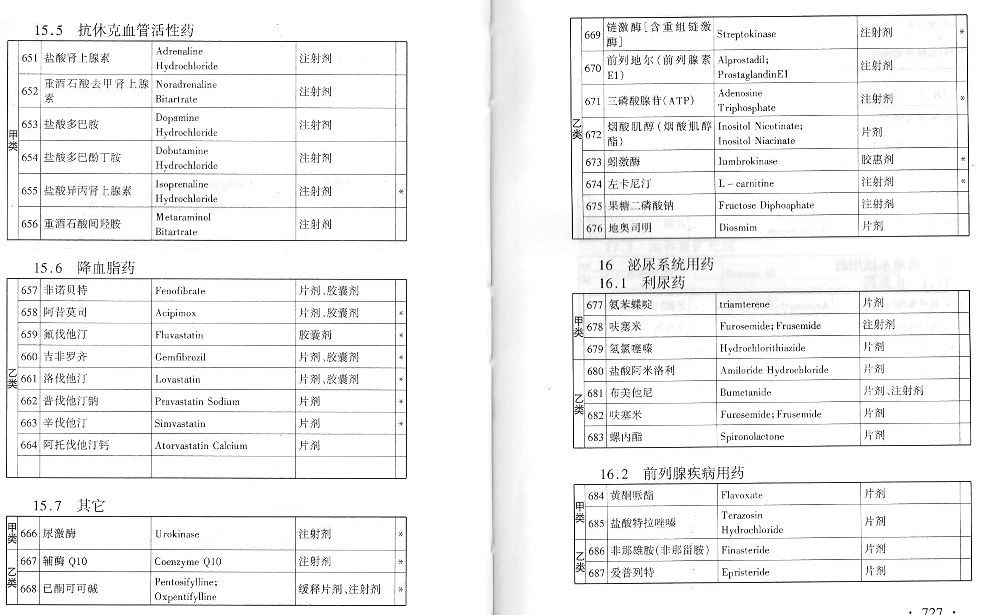 15.5 抗休克血管活性药
甲类
651 盐酸肾上腺素 Adrenaline Hydrochloride 注射剂
652 重酒石酸去甲肾上腺素 Noradrenaline Bitartrate 注射剂
653 盐酸多巴胺 Dopamine Hydrochloride 注射剂
654 盐酸多巴酚丁胺 Dobutamine Hydrochloride 注射剂
655 盐酸异丙肾上腺素 Isoprenaline Hydrochloride 注射剂 *
656 重酒石酸间羟胺 Metaraminol Bitartrate 注射剂
15.6 降血脂药
乙类
657 非诺贝特 Fenofibrate 片剂、胶囊剂
658 阿昔莫司 Acipimox 片剂、胶囊剂 *
659 氟伐他汀 Fluvastatin 胶囊剂 *
660 吉非罗齐 Gemfibrozil 片剂、胶囊剂 *
661 洛伐他汀 Lovastatin 片剂、胶囊剂 *
662 普伐他汀钠 Pravastatin Sodium 片剂 *
663 辛伐他汀 Simvastatin 片剂 *
664 阿托伐他汀钙 Atorvastatin Calcium 片剂
15.7 其它
甲类
666 尿激酶 Urokinase 注射剂 *
乙类
667 辅酶 Q10 Coenzyme Q10 注射剂 *
668 已酮可可碱 Pentosifylline; Oxpentifylline 缓释片剂、注射剂 *
乙类
669 链激酶[含重组链激酶] Streptokinase 注射剂 *
670 前列地尔(前列腺素E1) Alprostadil; ProstaglandinE1 注射剂
671 三磷酸腺苷(ATP) Adenosine Triphosphate 注射剂 *
672 烟酸肌醇(烟酸肌醇酯) Inositol Nicotinate; Inositol Niacinate 片剂
673 蚓激酶 Iumbrokinase 胶惠剂 *
674 左卡尼汀 L-carnitine 注射剂 *
675 果糖二磷酸钠 Fructose Diphoaphate 注射剂
676 地奥司明 Diosmim 片剂
16 泌尿系统用药
16.1 利尿药
甲类
677 氨苯蝶啶 triamterene 片剂
678 呋塞米 Furosemide; Frusemide 注射剂
679 氢氯噻嗪 Hydrochlorithiazide 片剂
乙类
680 盐酸阿米洛利 Amiloride Hydrochloride 片剂
681 布美他尼 Bumetanide 片剂、注射剂
682 呋塞米 Furosemide; Frusemide 片剂
683 螺内酯 Spironolactone 片剂
16.2 前列腺疾病用药
甲类
684 黄酮哌酯 Flavoxate 片剂
685 盐酸特拉唑嗪 Terazosin Hydrochloride 片剂
乙类
686 非那雄胺(非那甾胺) Finasteride 片剂
687 爱普列特 Epristeride 片剂
· 727 ·